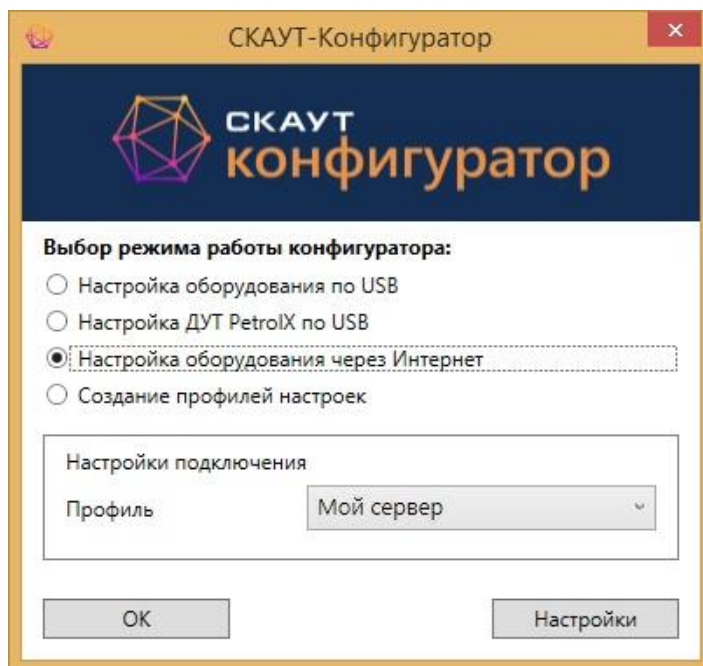 СКАУТ-Конфигуратор
СКАУТ
конфигуратор
Выбор режима работы конфигуратора:
Настройка оборудования по USB
Настройка ДУТ PetrolX по USB
Настройка оборудования через Интернет
Создание профилей настроек
Настройки подключения
Профиль Мой сервер
ОК Настройки